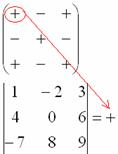 + - +
- + -
+ - +
1 -2 3
4 0 6 = +
-7 8 9